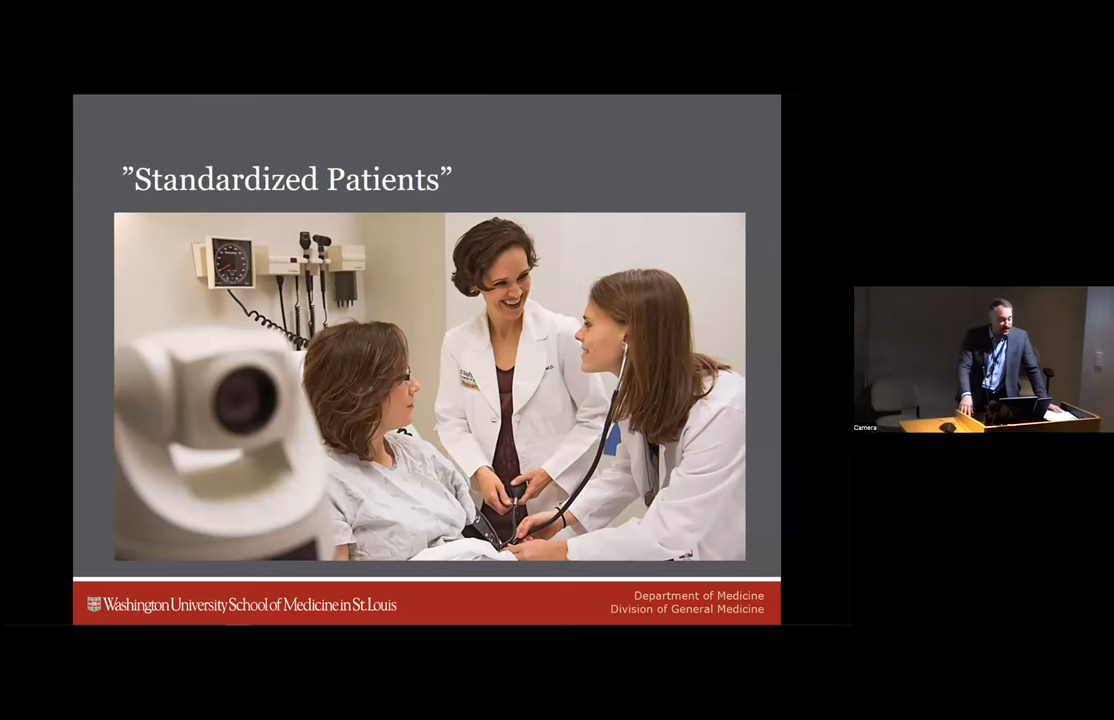 ”Standardized Patients”
Washington University School of Medicine in St. Louis
Department of Medicine
Division of General Medicine
Camera